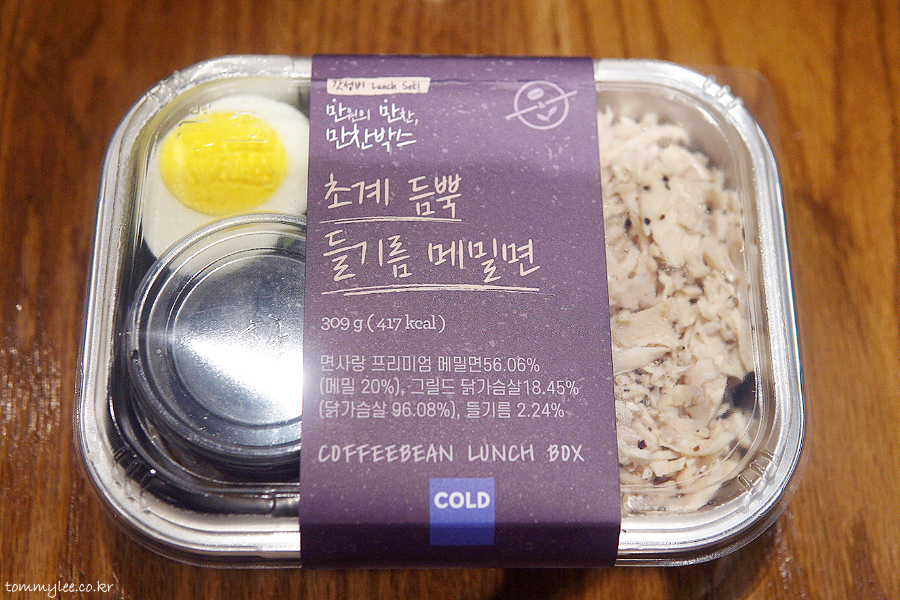 갓성비 Lunch Set!
만원의 만찬,
만찬박스
초계 듬뿍
들기름 메밀면
309 g ( 417 kcal )
면사랑 프리미엄 메밀면56.06%
(메밀 20%), 그릴드 닭가슴살18.45%
(닭가슴살 96.08%), 들기름 2.24%
COFFEEBEAN LUNCH BOX
COLD
tommylee.co.kr